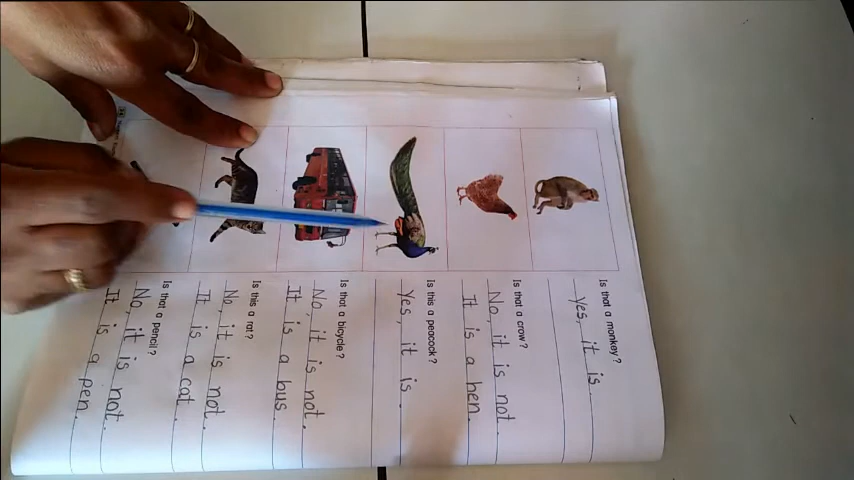 Is that a monkey?
Yes, it is.
Is that a crow?
No, it is not.
It is a hen.
Is this a peacock?
Yes, it is.
Is that a bicycle?
No, it is not.
It is a bus.
Is this a rat?
No, it is not.
It is a cat.
Is that a pencil?
No, it is not.
It is a pen.